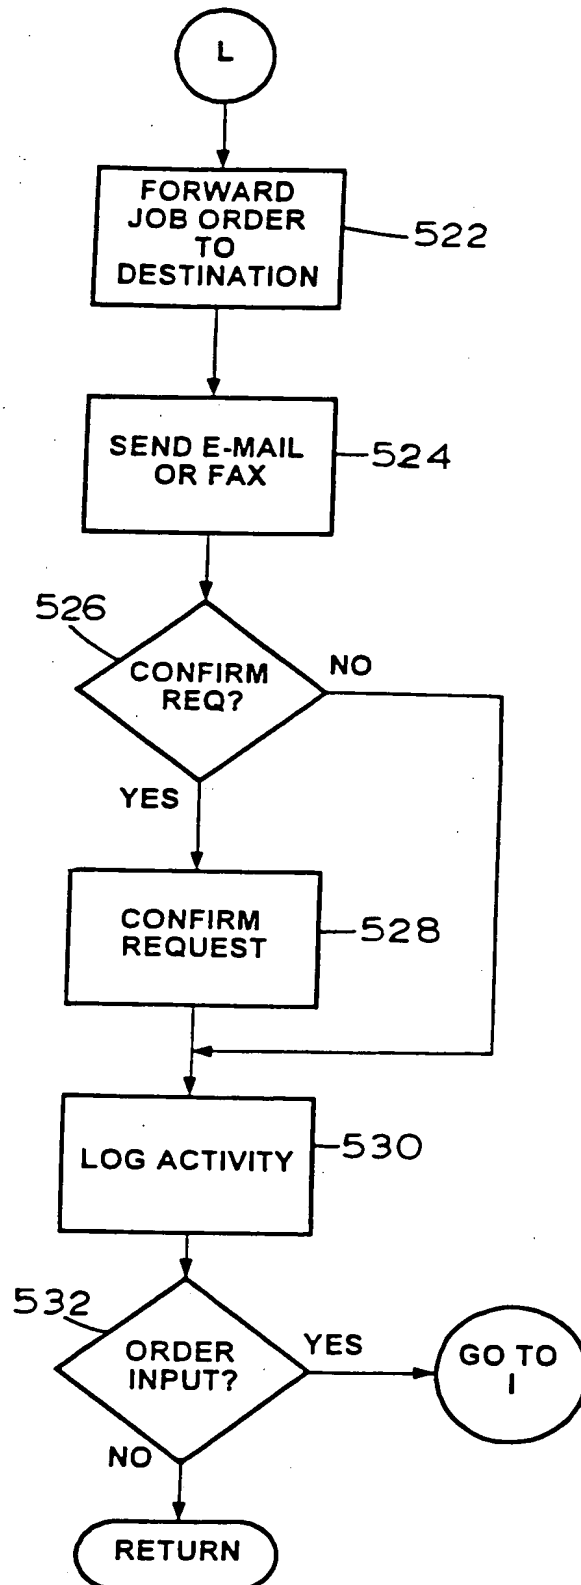 L
FORWARD
JOB ORDER
TO
DESTINATION
522
SEND E-MAIL
OR FAX
524
526
CONFIRM
REQ?
NO
YES
CONFIRM
REQUEST
528
LOG ACTIVITY
530
532
ORDER
INPUT?
YES
GO TO
I
NO
RETURN